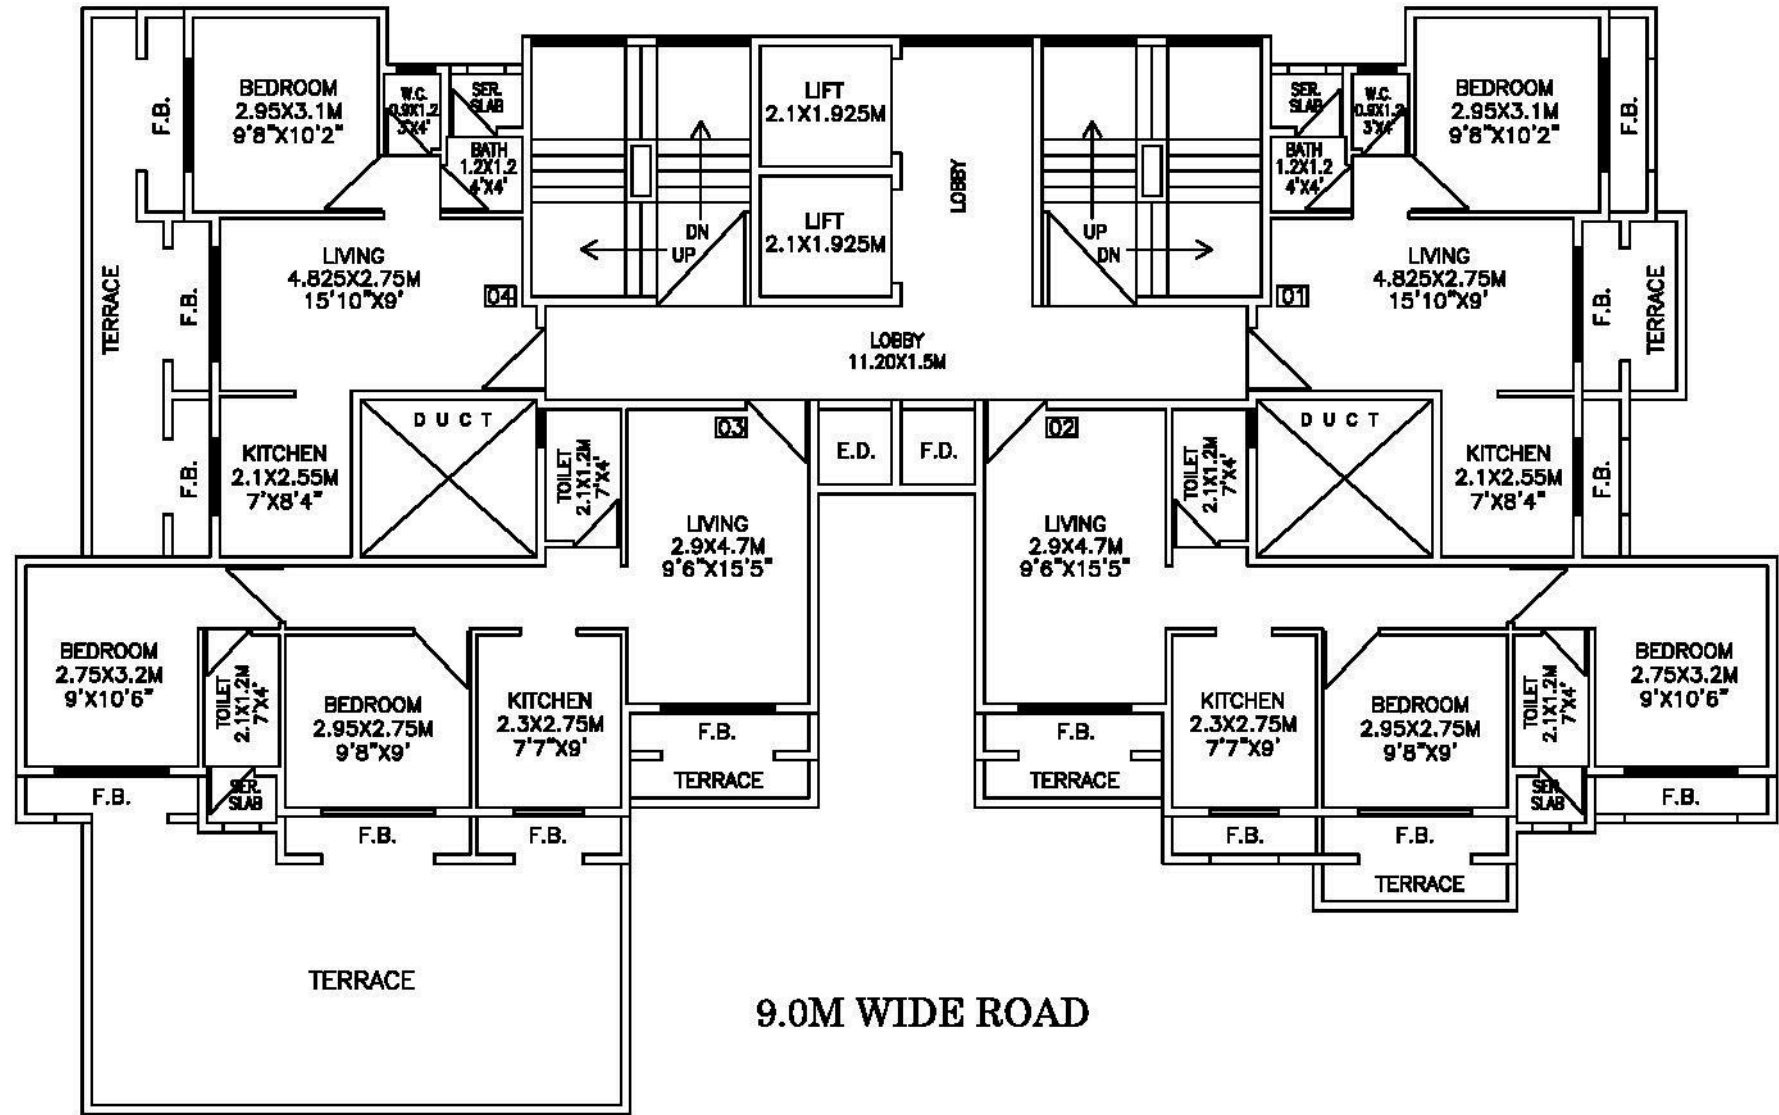 BEDROOM
2.95X3.1M
9'8"X10'2"
F.B.
W.C.
0.9X1.2
3'X4'
SER.
SLAB
BATH
1.2X1.2
4'X4'
LIFT
2.1X1.925M
LIFT
2.1X1.925M
LOBBY
DN
UP
UP
DN
SER.
SLAB
W.C.
0.9X1.2
3'X4'
BATH
1.2X1.2
4'X4'
BEDROOM
2.95X3.1M
9'8"X10'2"
F.B.
TERRACE
F.B.
LIVING
4.825X2.75M
15'10"X9'
04
LOBBY
11.20X1.5M
01
LIVING
4.825X2.75M
15'10"X9'
F.B.
TERRACE
F.B.
KITCHEN
2.1X2.55M
7'X8'4"
DUCT
TOILET
2.1X1.2M
7'X4'
03
E.D.
F.D.
02
TOILET
2.1X1.2M
7'X4'
DUCT
KITCHEN
2.1X2.55M
7'X8'4"
F.B.
LIVING
2.9X4.7M
9'6"X15'5"
LIVING
2.9X4.7M
9'6"X15'5"
BEDROOM
2.75X3.2M
9'X10'6"
TOILET
2.1X1.2M
7'X4'
BEDROOM
2.95X2.75M
9'8"X9'
KITCHEN
2.3X2.75M
7'7"X9'
F.B.
TERRACE
F.B.
TERRACE
KITCHEN
2.3X2.75M
7'7"X9'
BEDROOM
2.95X2.75M
9'8"X9'
TOILET
2.1X1.2M
7'X4'
BEDROOM
2.75X3.2M
9'X10'6"
F.B.
SER.
SLAB
F.B.
F.B.
F.B.
F.B.
SER.
SLAB
F.B.
TERRACE
TERRACE
9.0M WIDE ROAD